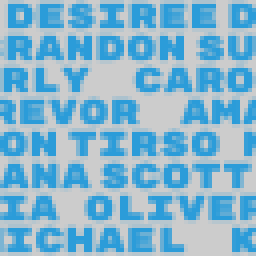 DESIREE D
RANDON SU
RLY CARO
REVOR AMA
ON TIRSO
ANA SCOTT
IA OLIVER
ICHAEL K